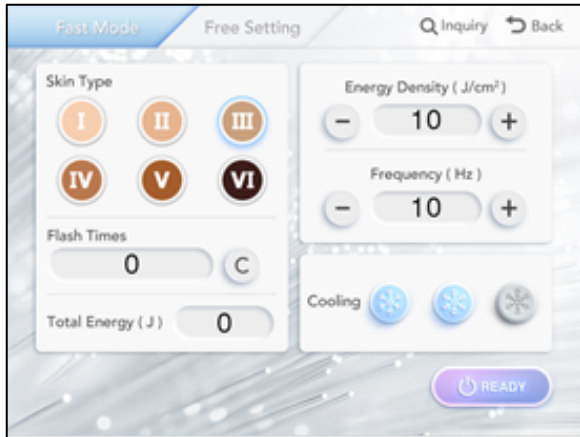 Fast Mode
Free Setting
Inquiry
Back
Skin Type
I II III
IV V VI
Flash Times
0 C
Total Energy ( J ) 0
Energy Density ( J/cm² )
− 10 +
Frequency ( Hz )
− 10 +
Cooling
READY